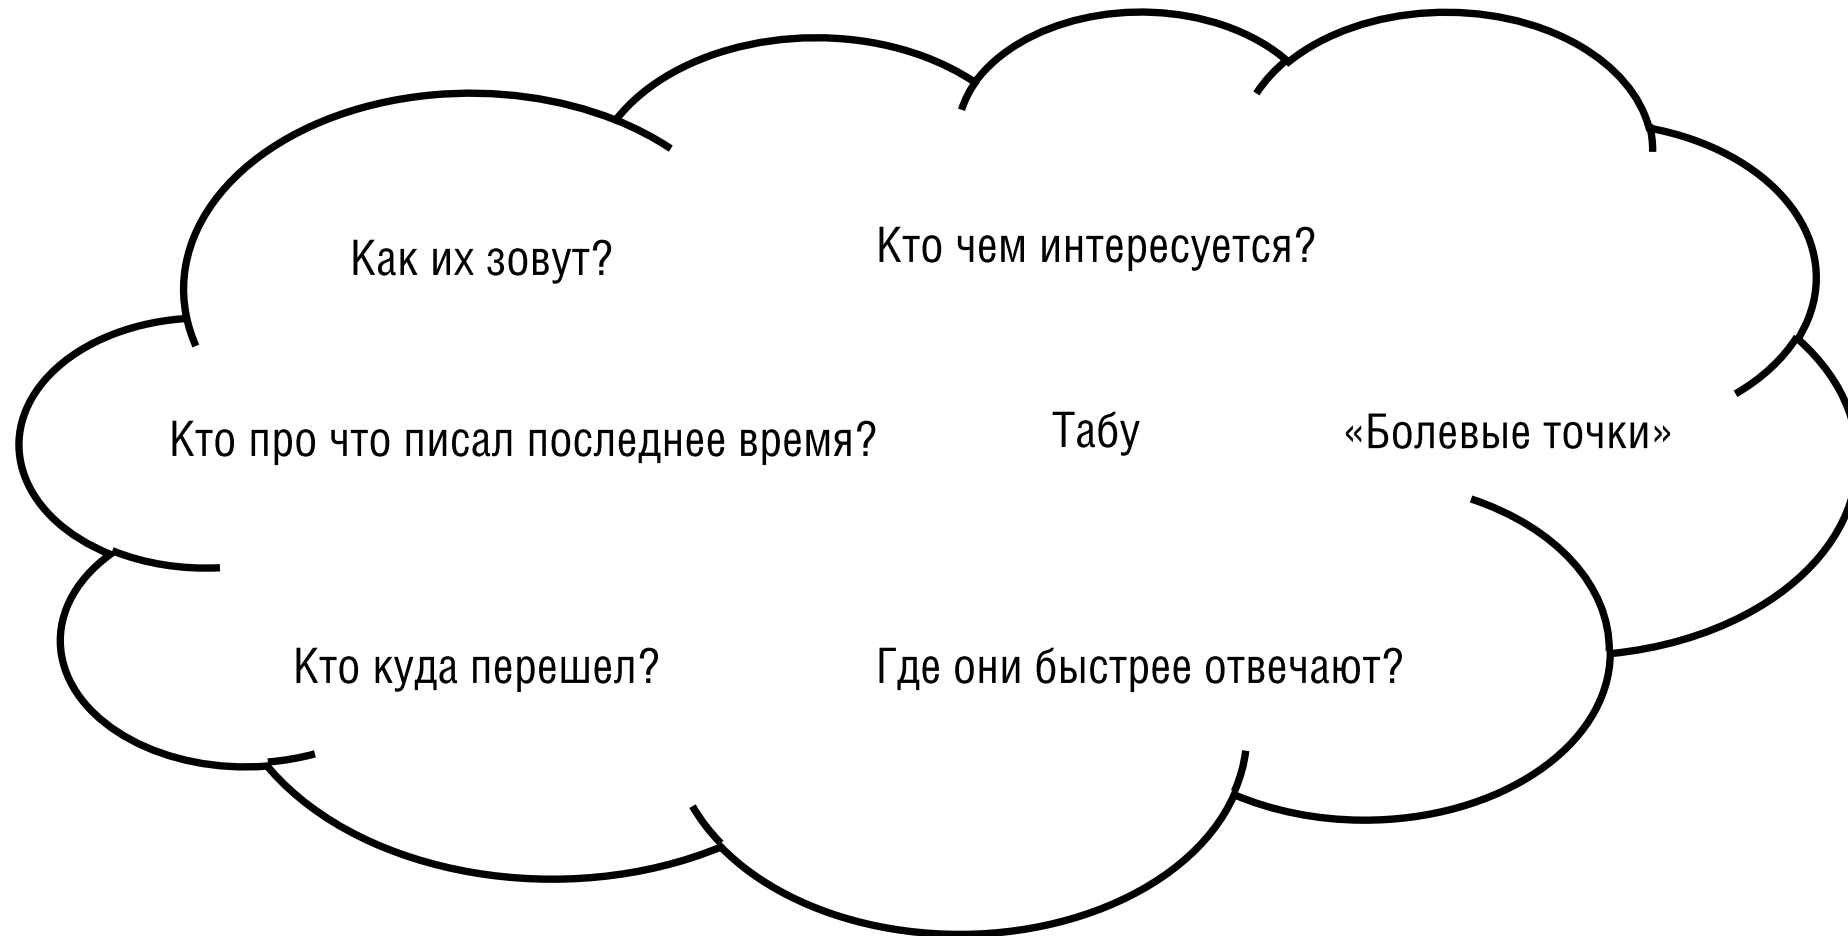 Как их зовут?
Кто чем интересуется?
Кто про что писал последнее время?
Табу
«Болевые точки»
Кто куда перешел?
Где они быстрее отвечают?